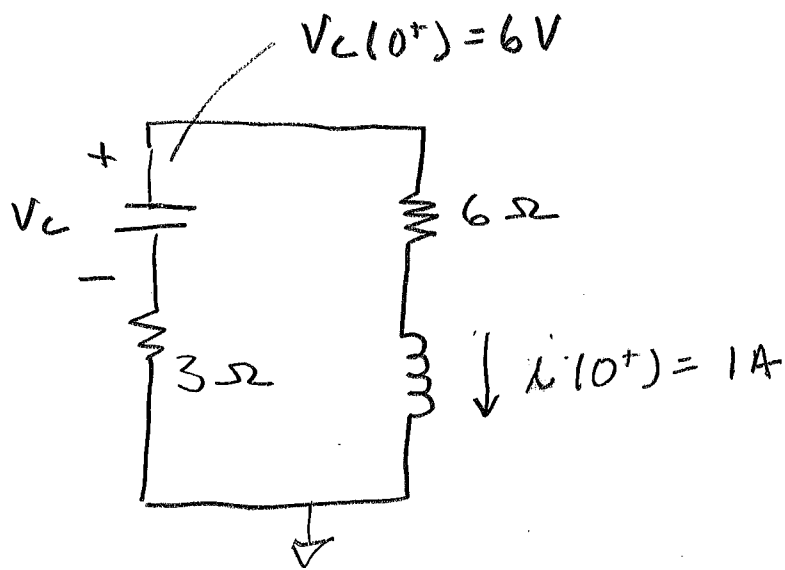 Vc(0+) = 6V
+
Vc
6 Ω
−
3 Ω
i(0+) = 1A